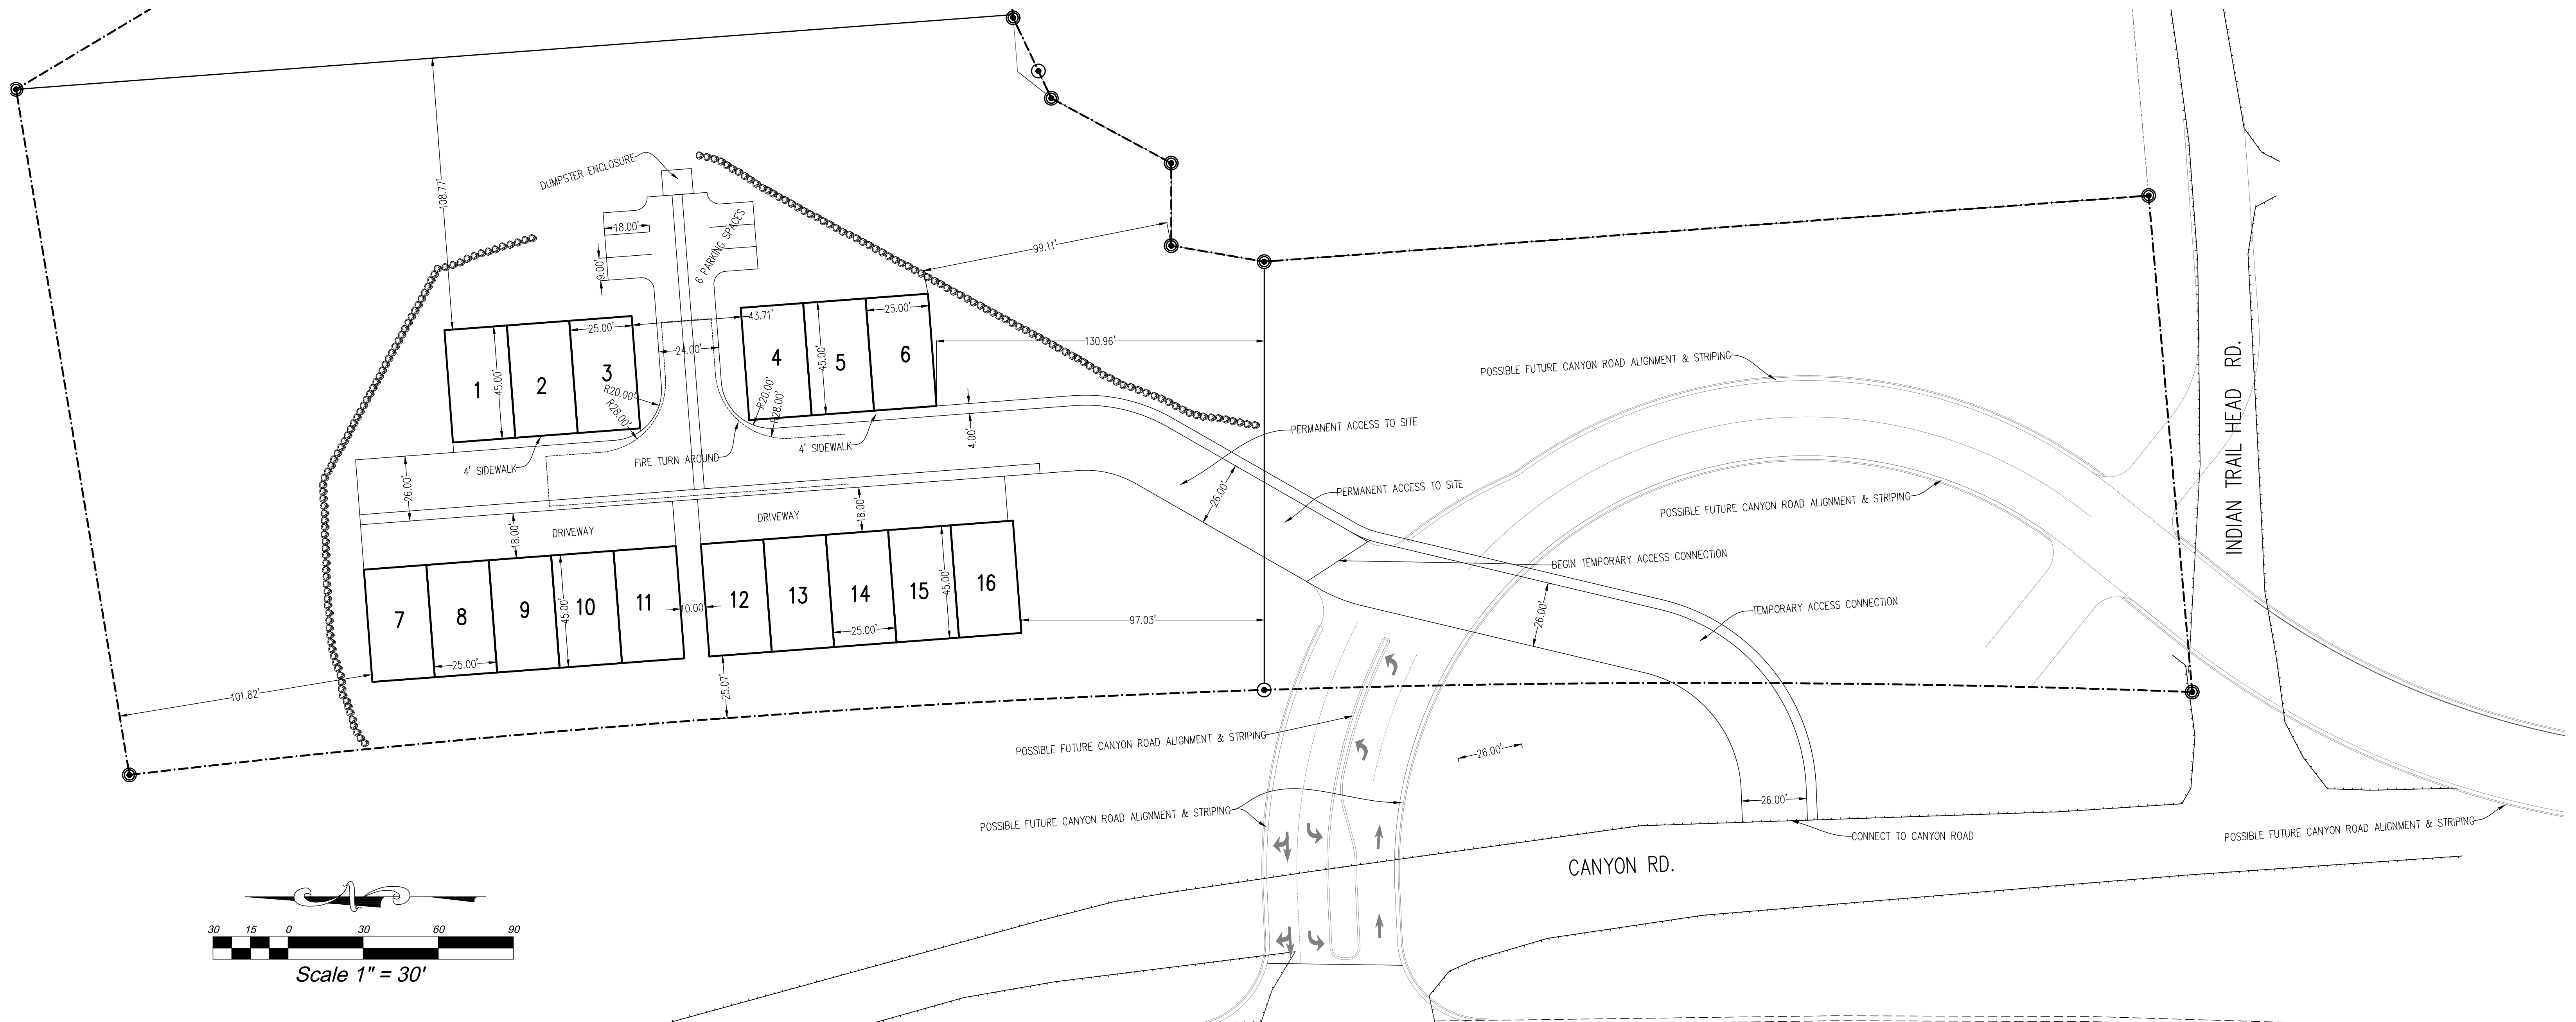 108.77'
DUMPSTER ENCLOSURE
18.00'
9.00'
6 PARKING SPACES
99.11'
25.00'
43.71'
25.00'
24.00'
130.96'
1
45.00'
2
3
R20.00'
R28.00'
4
45.00'
5
6
R20.00'
R28.00'
4.00'
4' SIDEWALK
FIRE TURN AROUND
4' SIDEWALK
26.00'
18.00'
DRIVEWAY
DRIVEWAY
18.00'
26.00'
PERMANENT ACCESS TO SITE
PERMANENT ACCESS TO SITE
POSSIBLE FUTURE CANYON ROAD ALIGNMENT & STRIPING
POSSIBLE FUTURE CANYON ROAD ALIGNMENT & STRIPING
INDIAN TRAIL HEAD RD.
BEGIN TEMPORARY ACCESS CONNECTION
TEMPORARY ACCESS CONNECTION
26.00'
7
8
9
10
11
45.00'
25.00'
10.00'
12
13
14
15
16
45.00'
25.00'
97.03'
101.82'
25.07'
POSSIBLE FUTURE CANYON ROAD ALIGNMENT & STRIPING
26.00'
26.00'
POSSIBLE FUTURE CANYON ROAD ALIGNMENT & STRIPING
CONNECT TO CANYON ROAD
POSSIBLE FUTURE CANYON ROAD ALIGNMENT & STRIPING
CANYON RD.
30 15 0 30 60 90
Scale 1" = 30'